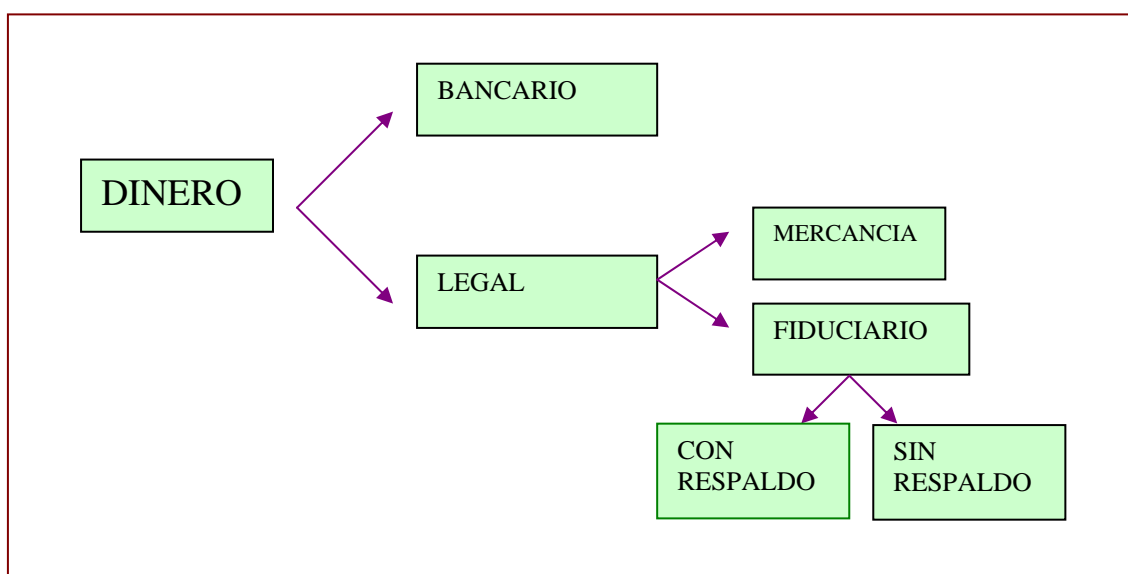 BANCARIO
DINERO
LEGAL
MERCANCIA
FIDUCIARIO
CON
RESPALDO
SIN
RESPALDO